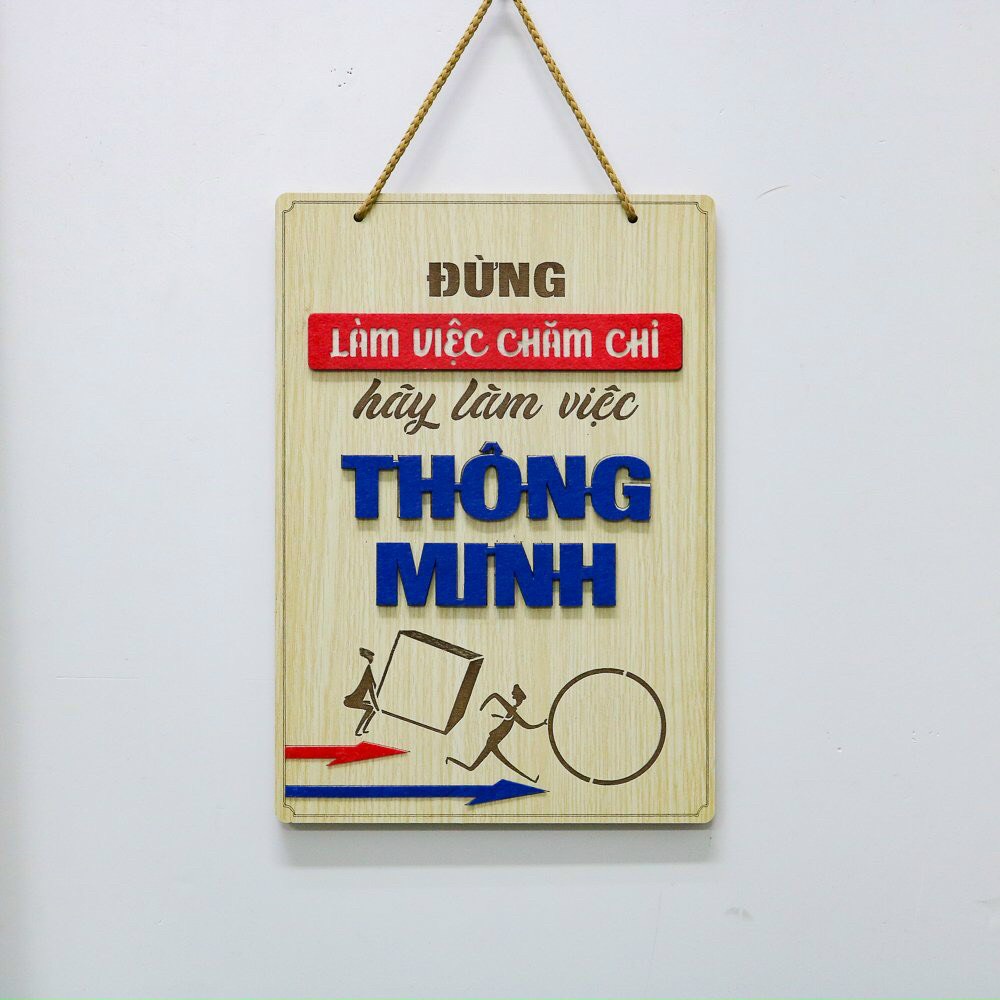 ĐỪNG
LÀM VIỆC CHĂM CHỈ
hãy làm việc
THÔNG
MINH